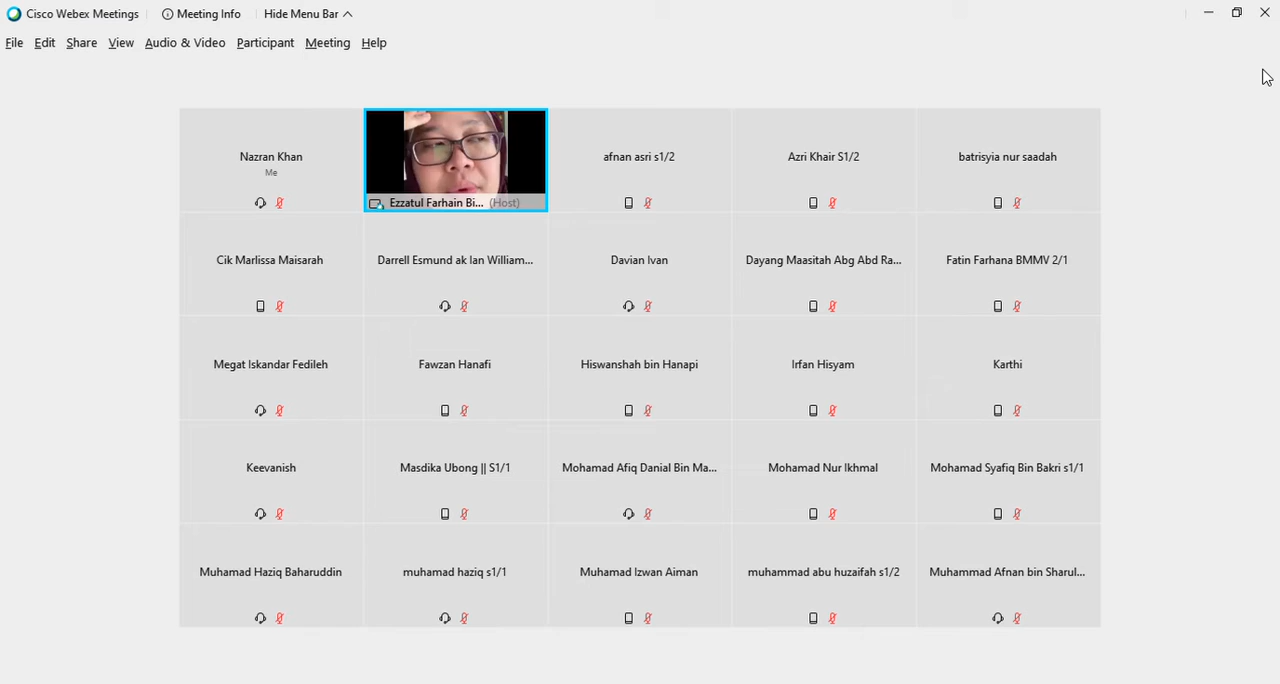 Cisco Webex Meetings Meeting Info Hide Menu Bar
File Edit Share View Audio & Video Participant Meeting Help
Nazran Khan
Me
Ezzatul Farhain Bi... (Host)
afnan asri s1/2
Azri Khair S1/2
batrisyia nur saadah
Cik Marlissa Maisarah
Darrell Esmund ak Ian William...
Davian Ivan
Dayang Maasitah Abg Abd Ra...
Fatin Farhana BMMV 2/1
Megat Iskandar Fedileh
Fawzan Hanafi
Hiswanshah bin Hanapi
Irfan Hisyam
Karthi
Keevanish
Masdika Ubong || S1/1
Mohamad Afiq Danial Bin Ma...
Mohamad Nur Ikhmal
Mohamad Syafiq Bin Bakri s1/1
Muhamad Haziq Baharuddin
muhamad haziq s1/1
Muhamad Izwan Aiman
muhammad abu huzaifah s1/2
Muhammad Afnan bin Sharul...